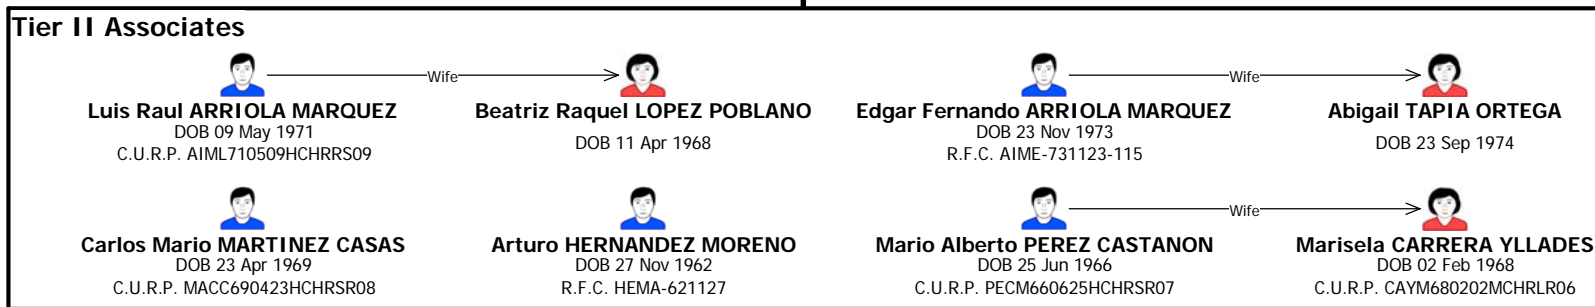 Tier II Associates
Wife
Wife
Luis Raul ARRIOLA MARQUEZ
DOB 09 May 1971
C.U.R.P. AIML710509HCHRRS09
Beatriz Raquel LOPEZ POBLANO
DOB 11 Apr 1968
Edgar Fernando ARRIOLA MARQUEZ
DOB 23 Nov 1973
R.F.C. AIME-731123-115
Abigail TAPIA ORTEGA
DOB 23 Sep 1974
Wife
Carlos Mario MARTINEZ CASAS
DOB 23 Apr 1969
C.U.R.P. MACC690423HCHRSR08
Arturo HERNANDEZ MORENO
DOB 27 Nov 1962
R.F.C. HEMA-621127
Mario Alberto PEREZ CASTANON
DOB 25 Jun 1966
C.U.R.P. PECM660625HCHRSR07
Marisela CARRERA YLLADES
DOB 02 Feb 1968
C.U.R.P. CAYM680202MCHRLR06